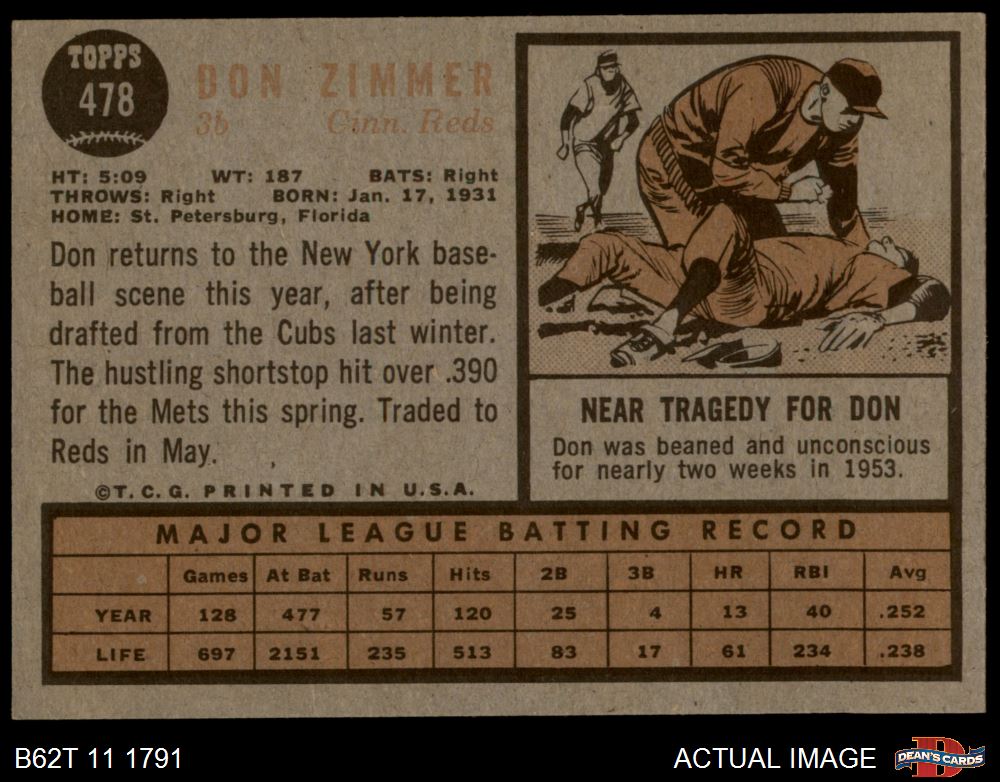 TOPPS
478
DON ZIMMER
3b Cinn. Reds
HT: 5:09 WT: 187 BATS: Right
THROWS: Right BORN: Jan. 17, 1931
HOME: St. Petersburg, Florida
Don returns to the New York base-
ball scene this year, after being
drafted from the Cubs last winter.
The hustling shortstop hit over .390
for the Mets this spring. Traded to
Reds in May.
©T.C.G. PRINTED IN U.S.A.
NEAR TRAGEDY FOR DON
Don was beaned and unconscious
for nearly two weeks in 1953.
MAJOR LEAGUE BATTING RECORD
Games At Bat Runs Hits 2B 3B HR RBI Avg
YEAR 128 477 57 120 25 4 13 40 .252
LIFE 697 2151 235 513 83 17 61 234 .238
B62T 11 1791
ACTUAL IMAGE
D
DEAN'S CARDS